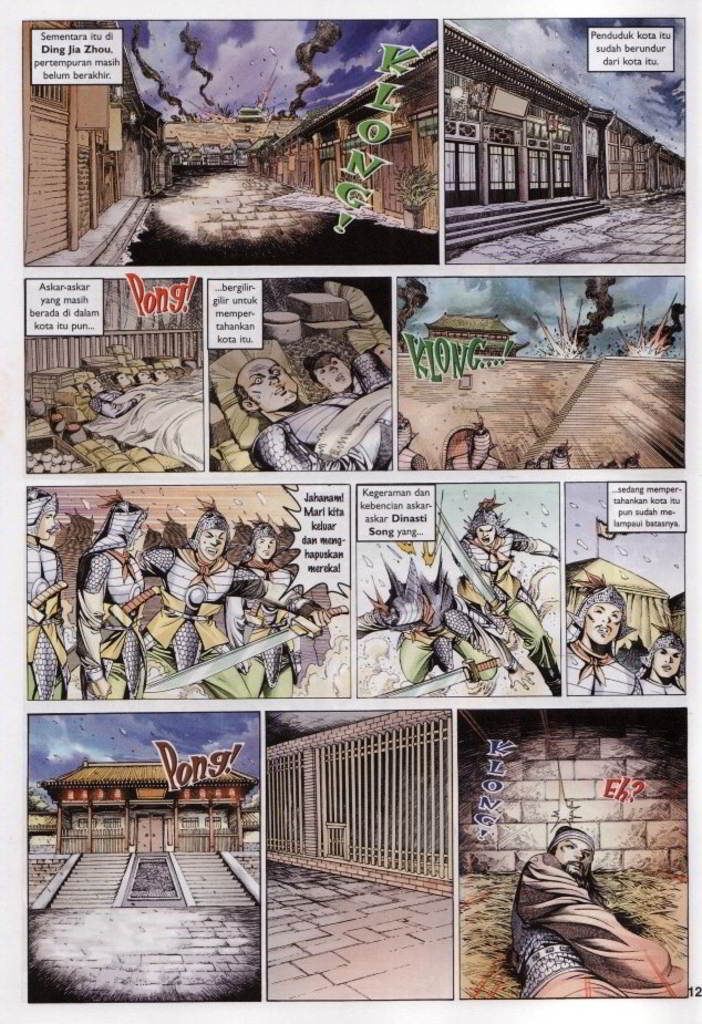 Sementara itu di
Ding Jia Zhou,
pertempuran masih
belum berakhir.
KLONG!
Penduduk kota itu
sudah berundur
dari kota itu.
Askar-askar
yang masih
berada di dalam
kota itu pun...
Pong!
...bergilir-
gilir untuk
memper-
tahankan
kota itu.
KLONG....!
Jahanam!
Mari kita
keluar
dan meng-
hapuskan
mereka!
Kegeraman dan
kebencian askar-
askar Dinasti
Song yang...
...sedang memper-
tahankan kota itu
pun sudah me-
lampaui batasnya.
Pong!
KLONG!
Eh?
12